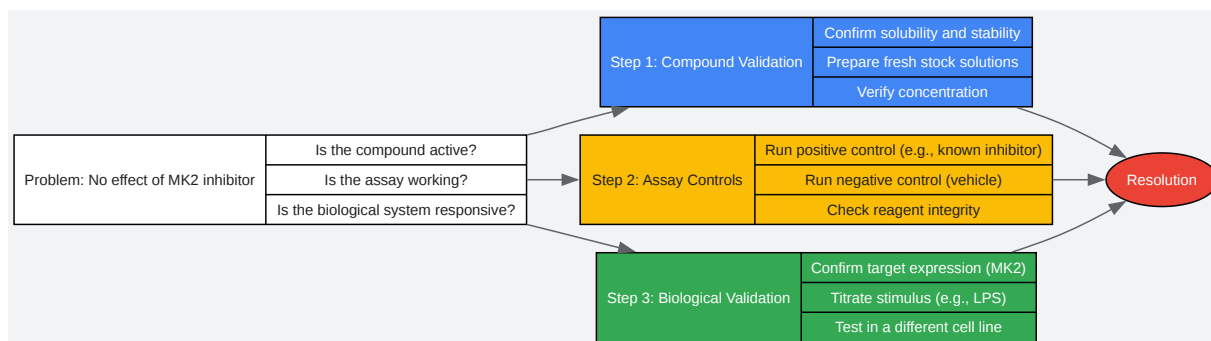 Problem: No effect of MK2 inhibitor
Is the compound active?
Is the assay working?
Is the biological system responsive?
Step 1: Compound Validation
Confirm solubility and stability
Prepare fresh stock solutions
Verify concentration
Step 2: Assay Controls
Run positive control (e.g., known inhibitor)
Run negative control (vehicle)
Check reagent integrity
Step 3: Biological Validation
Confirm target expression (MK2)
Titrate stimulus (e.g., LPS)
Test in a different cell line
Resolution